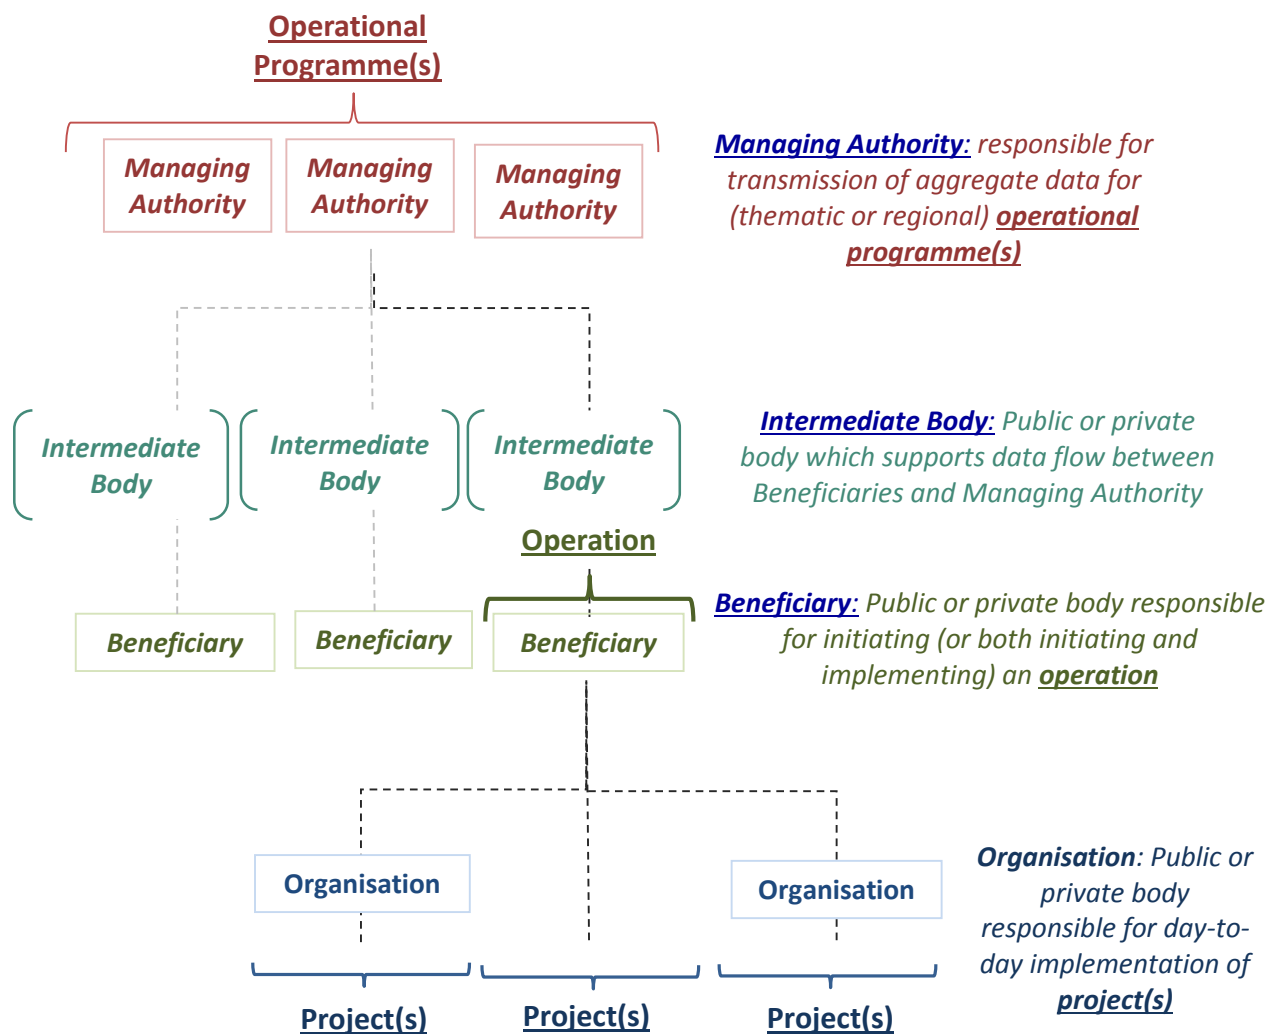 Operational
Programme(s)
Managing
Authority
Managing
Authority
Managing
Authority
Managing Authority: responsible for
transmission of aggregate data for
(thematic or regional) operational
programme(s)
Intermediate
Body
Intermediate
Body
Intermediate
Body
Intermediate Body: Public or private
body which supports data flow between
Beneficiaries and Managing Authority
Operation
Beneficiary
Beneficiary
Beneficiary
Beneficiary: Public or private body responsible
for initiating (or both initiating and
implementing) an operation
Organisation
Organisation
Organisation: Public or
private body
responsible for day-to-
day implementation of
project(s)
Project(s)
Project(s)
Project(s)